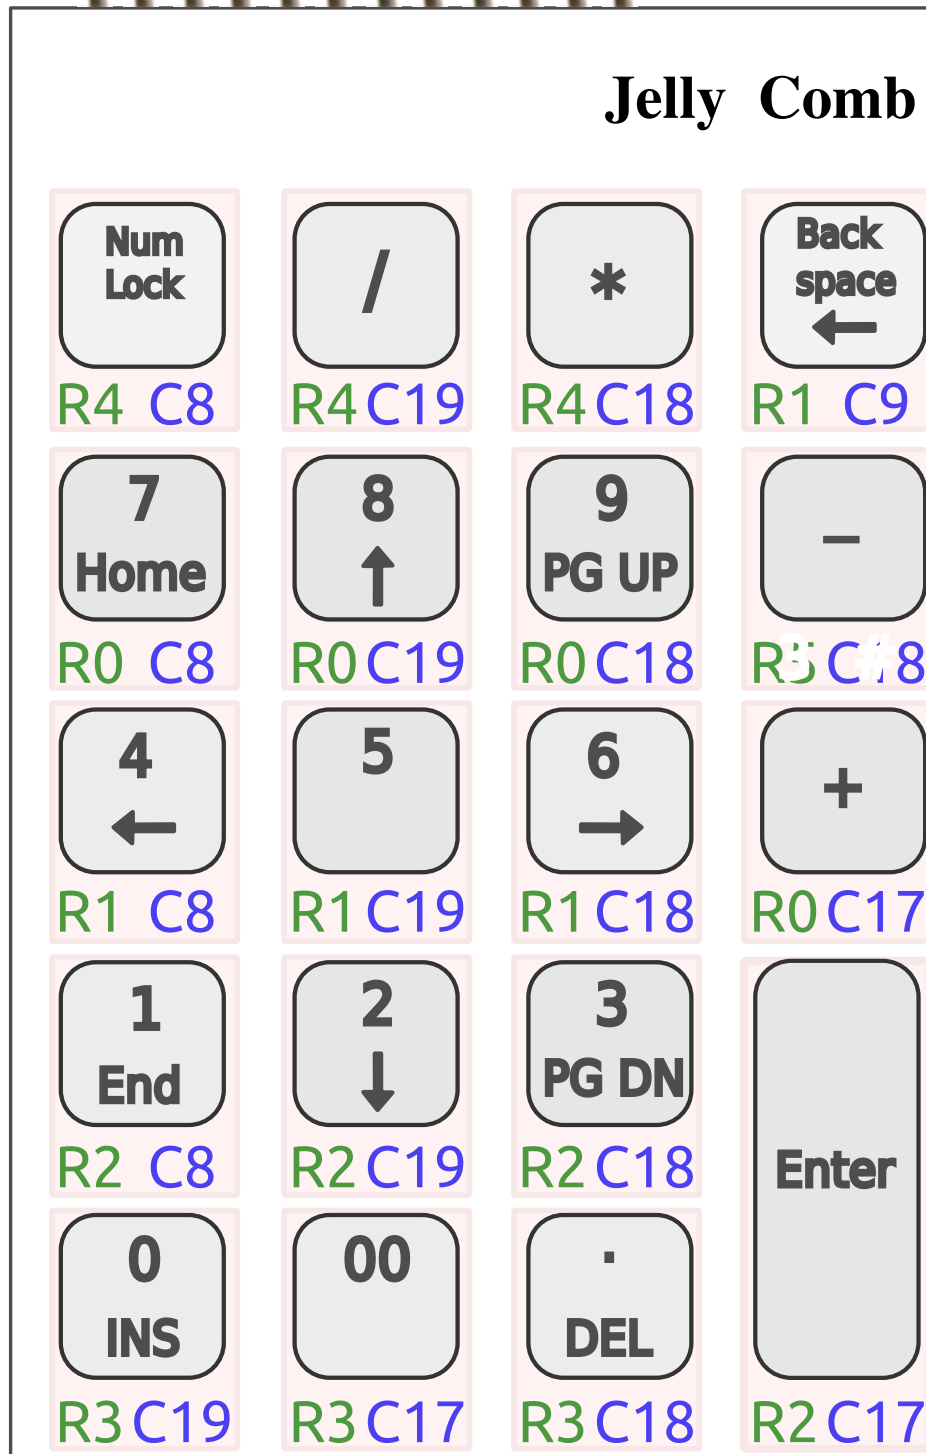 Jelly Comb
Num
Lock
/
*
Back
space
←
R4 C8
R4 C19
R4 C18
R1 C9
7
Home
8
↑
9
PG UP
−
R0 C8
R0 C19
R0 C18
3 #
4
←
5
6
→
+
R1 C8
R1 C19
R1 C18
R0 C17
1
End
2
↓
3
PG DN
Enter
R2 C8
R2 C19
R2 C18
0
INS
00
.
DEL
R3 C19
R3 C17
R3 C18
R2 C17